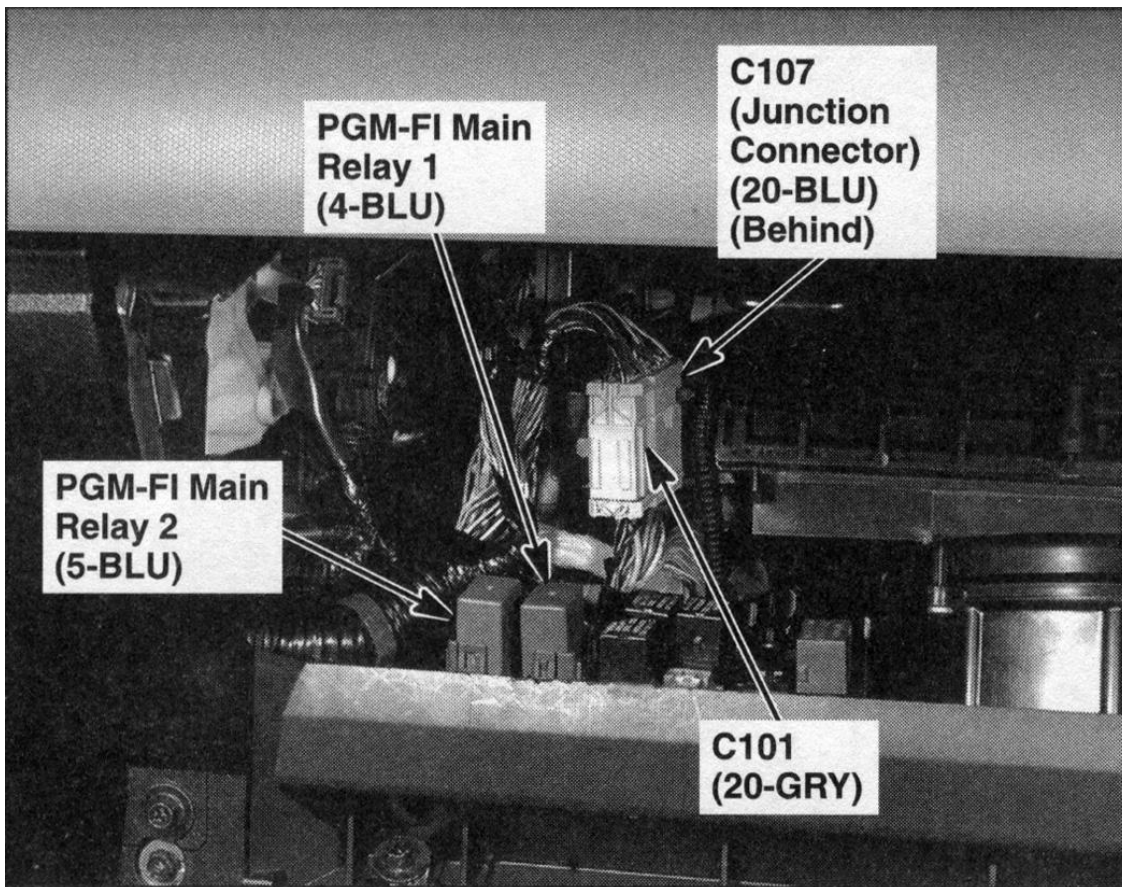 C107
(Junction
Connector)
(20-BLU)
(Behind)
PGM-FI Main
Relay 1
(4-BLU)
PGM-FI Main
Relay 2
(5-BLU)
C101
(20-GRY)